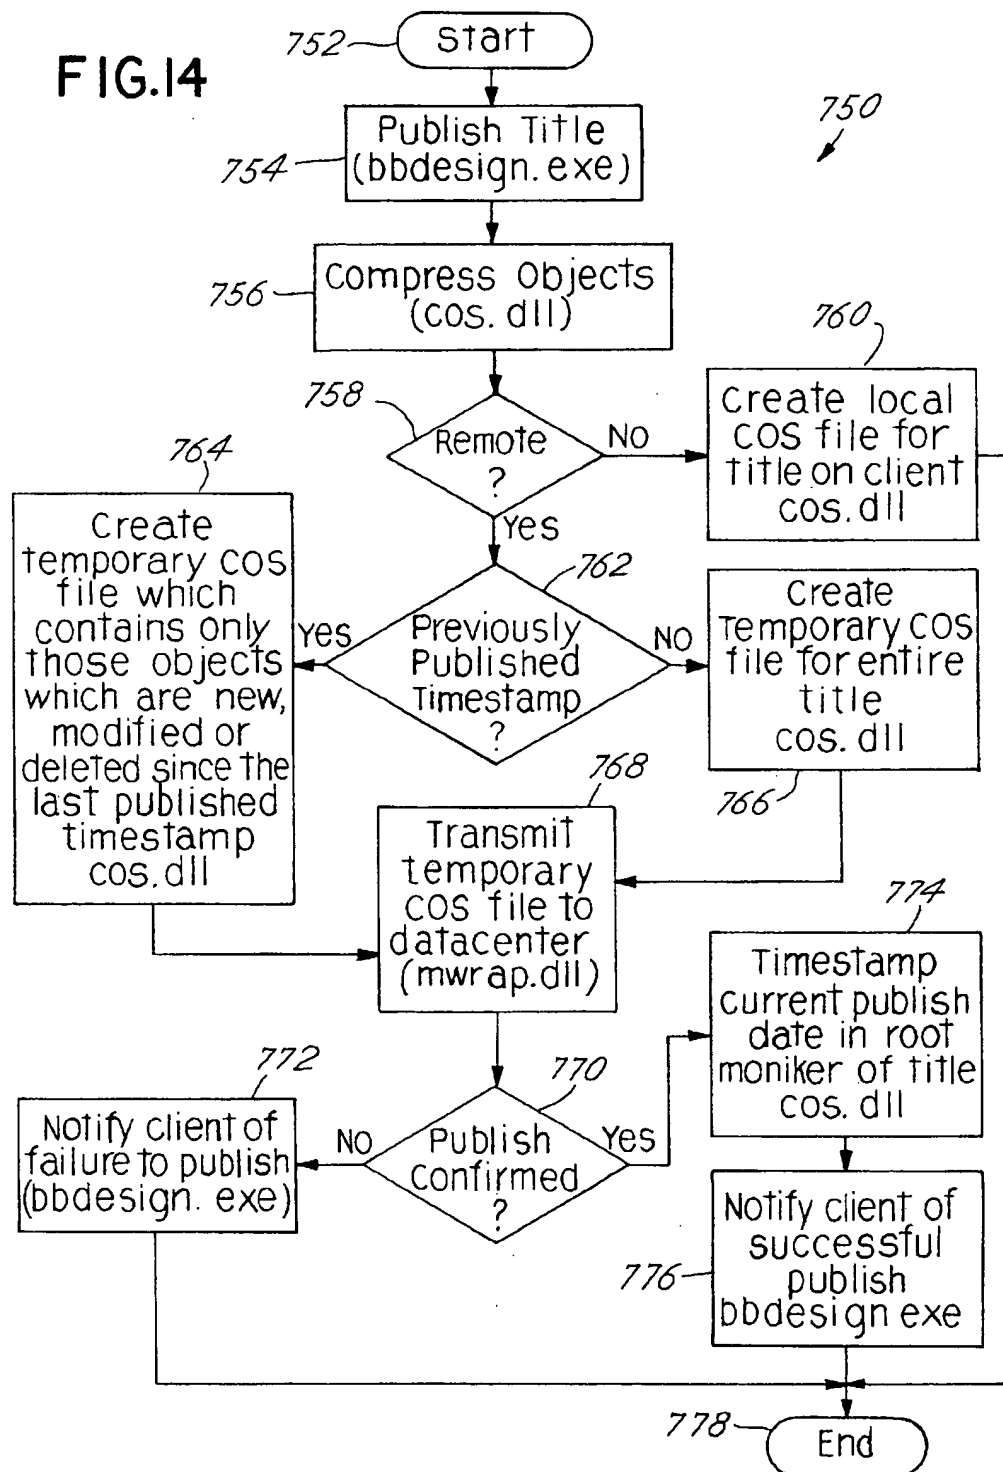 FIG.14
752
Start
750
754
Publish Title
(bbdesign.exe)
756
Compress Objects
(cos.dll)
758
Remote
?
NO
Yes
760
Create local
COS file for
title on client
cos.dll
762
Previously
Published
Timestamp
?
Yes
NO
764
Create
temporary COS
file which
contains only
those objects
which are new,
modified or
deleted since the
last published
timestamp
cos.dll
Create
Temporary COS
file for entire
title
cos.dll
766
768
Transmit
temporary
COS file to
datacenter
(mwrap.dll)
770
Publish
Confirmed
?
NO
Yes
772
Notify client of
failure to publish
(bbdesign.exe)
774
Timestamp
current publish
date in root
moniker of title
cos.dll
776
Notify client of
successful
publish
bbdesign exe
778
End